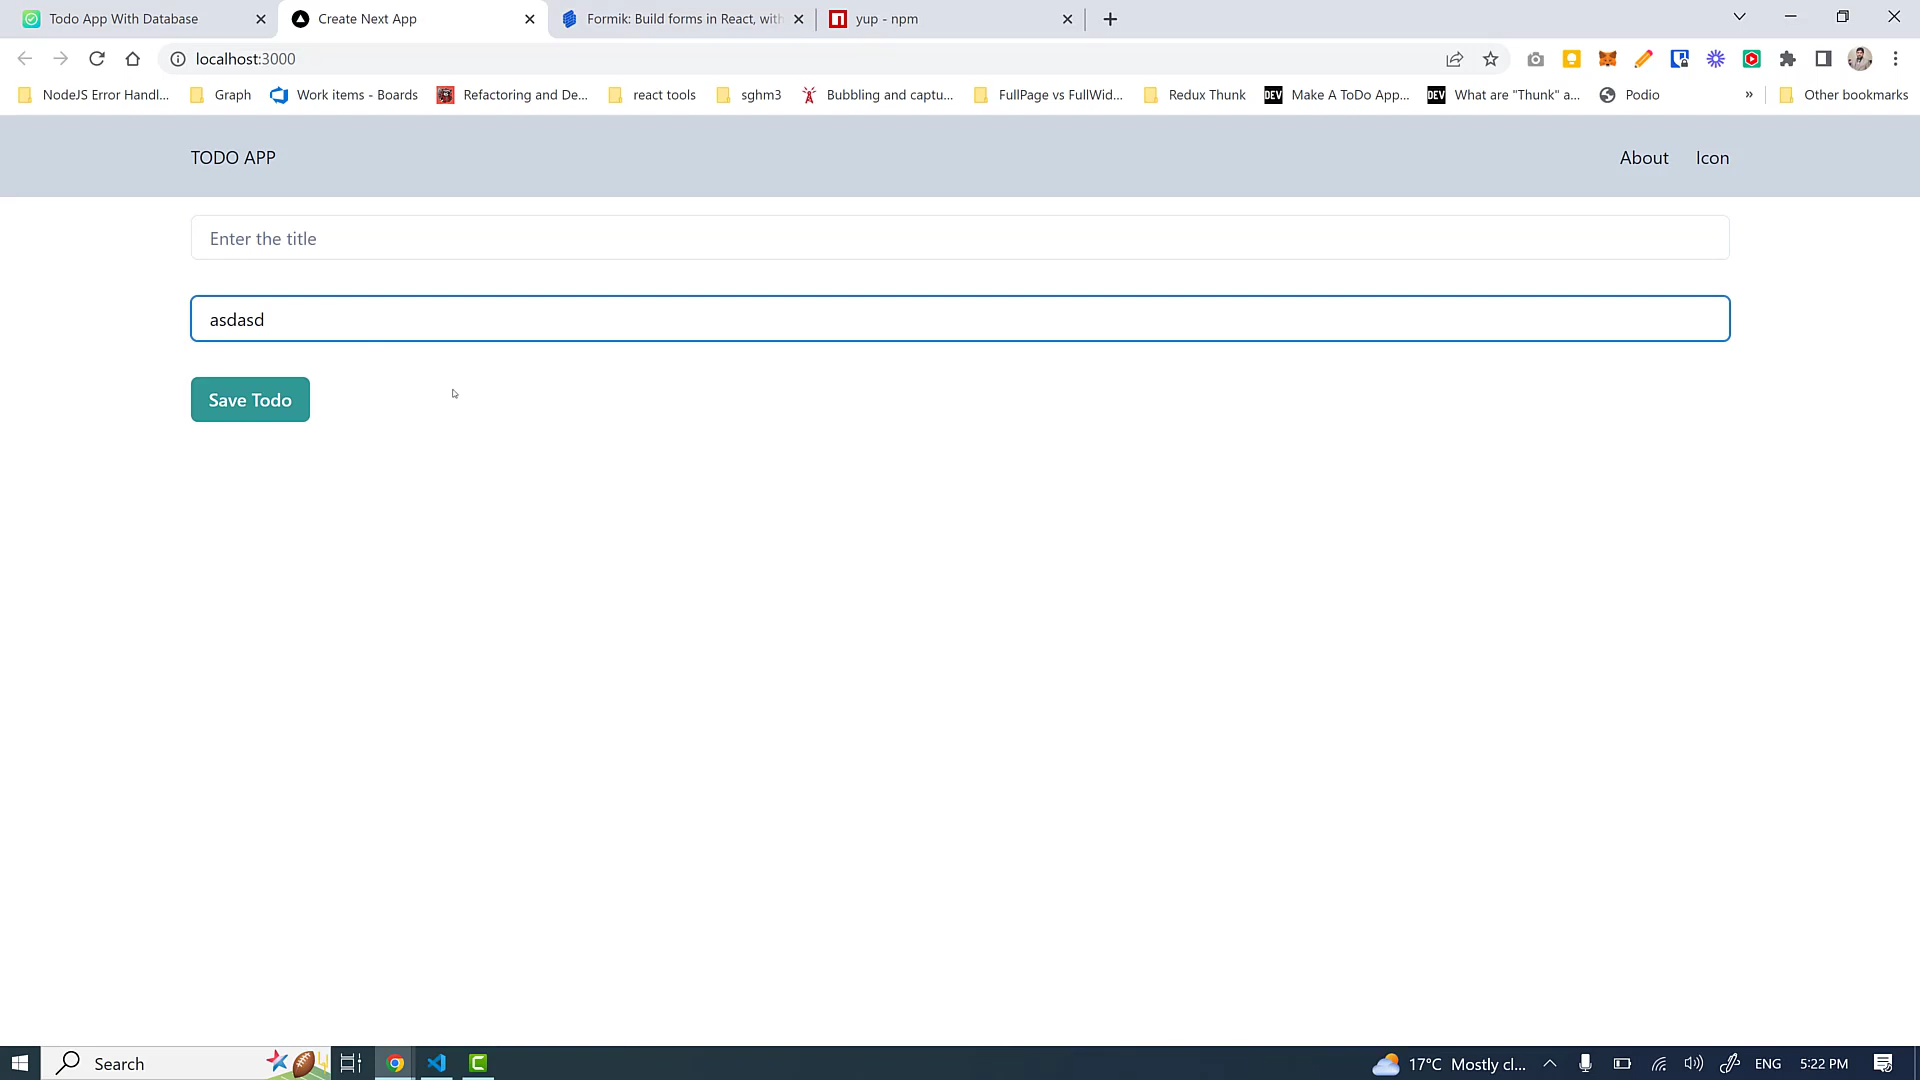 Todo App With Database
Create Next App
Formik: Build forms in React, with
yup - npm
localhost:3000
NodeJS Error Handl...
Graph
Work items - Boards
Refactoring and De...
react tools
sghm3
Bubbling and captu...
FullPage vs FullWid...
Redux Thunk
DEV
Make A ToDo App...
DEV
What are "Thunk" a...
Podio
»
Other bookmarks
TODO APP
About
Icon
Enter the title
asdasd
Save Todo
Search
17°C Mostly cl...
ENG
5:22 PM